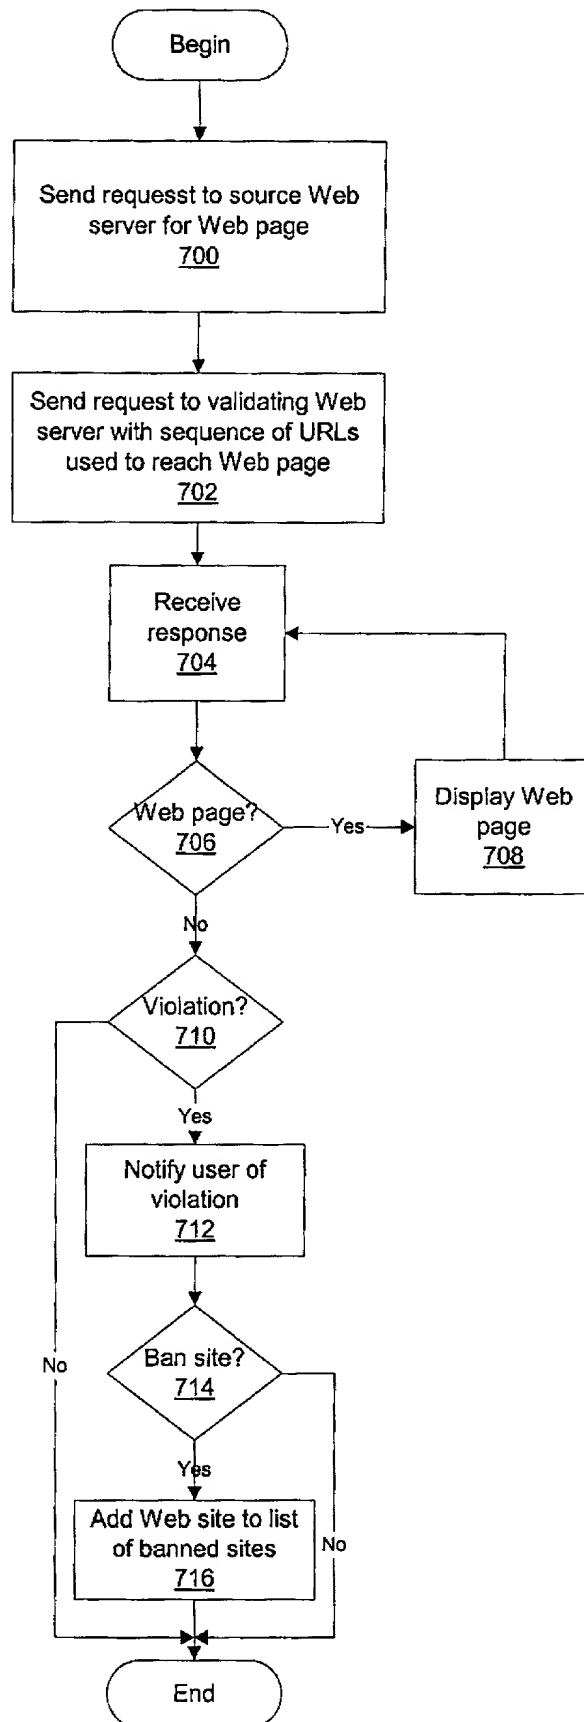 Begin
Send requesst to source Web
server for Web page
700
Send request to validating Web
server with sequence of URLs
used to reach Web page
702
Receive
response
704
Web page?
706
Yes
Display Web
page
708
No
Violation?
710
Yes
Notify user of
violation
712
Ban site?
714
No
Yes
Add Web site to list
of banned sites
716
No
End